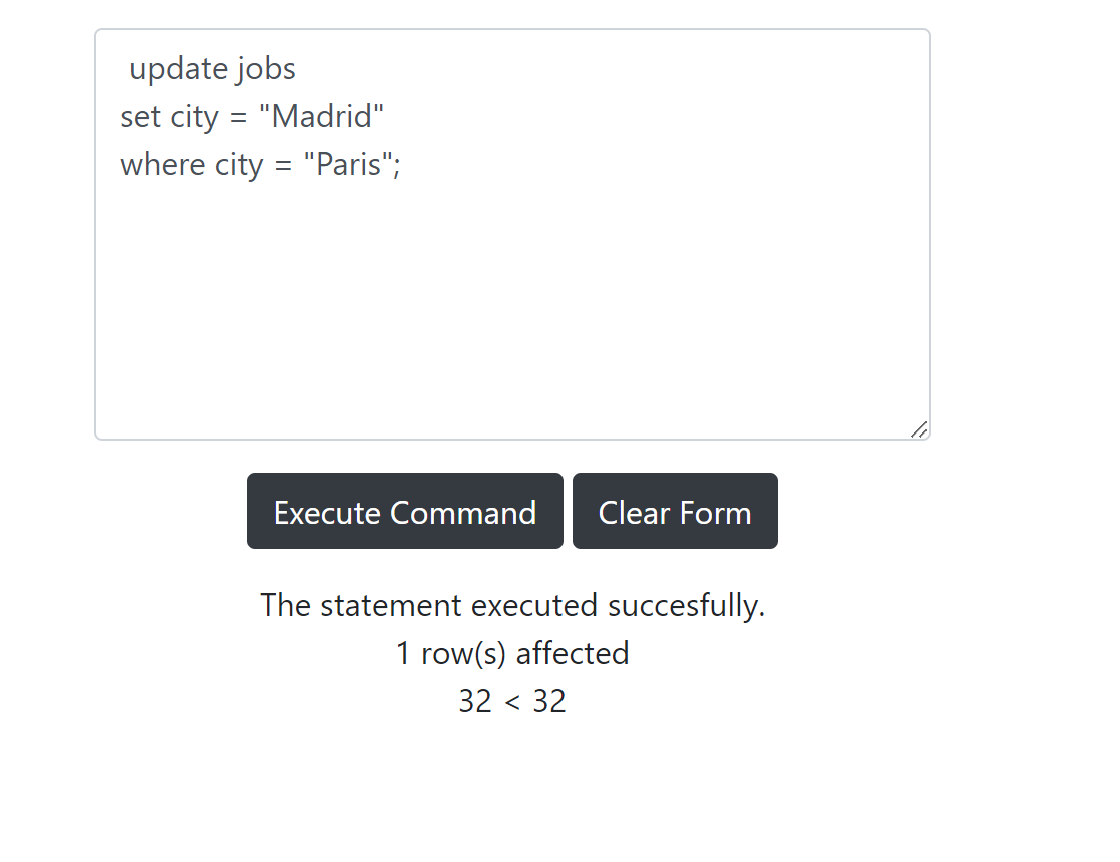 update jobs
set city = "Madrid"
where city = "Paris";
Execute Command Clear Form
The statement executed succesfully.
1 row(s) affected
32 < 32